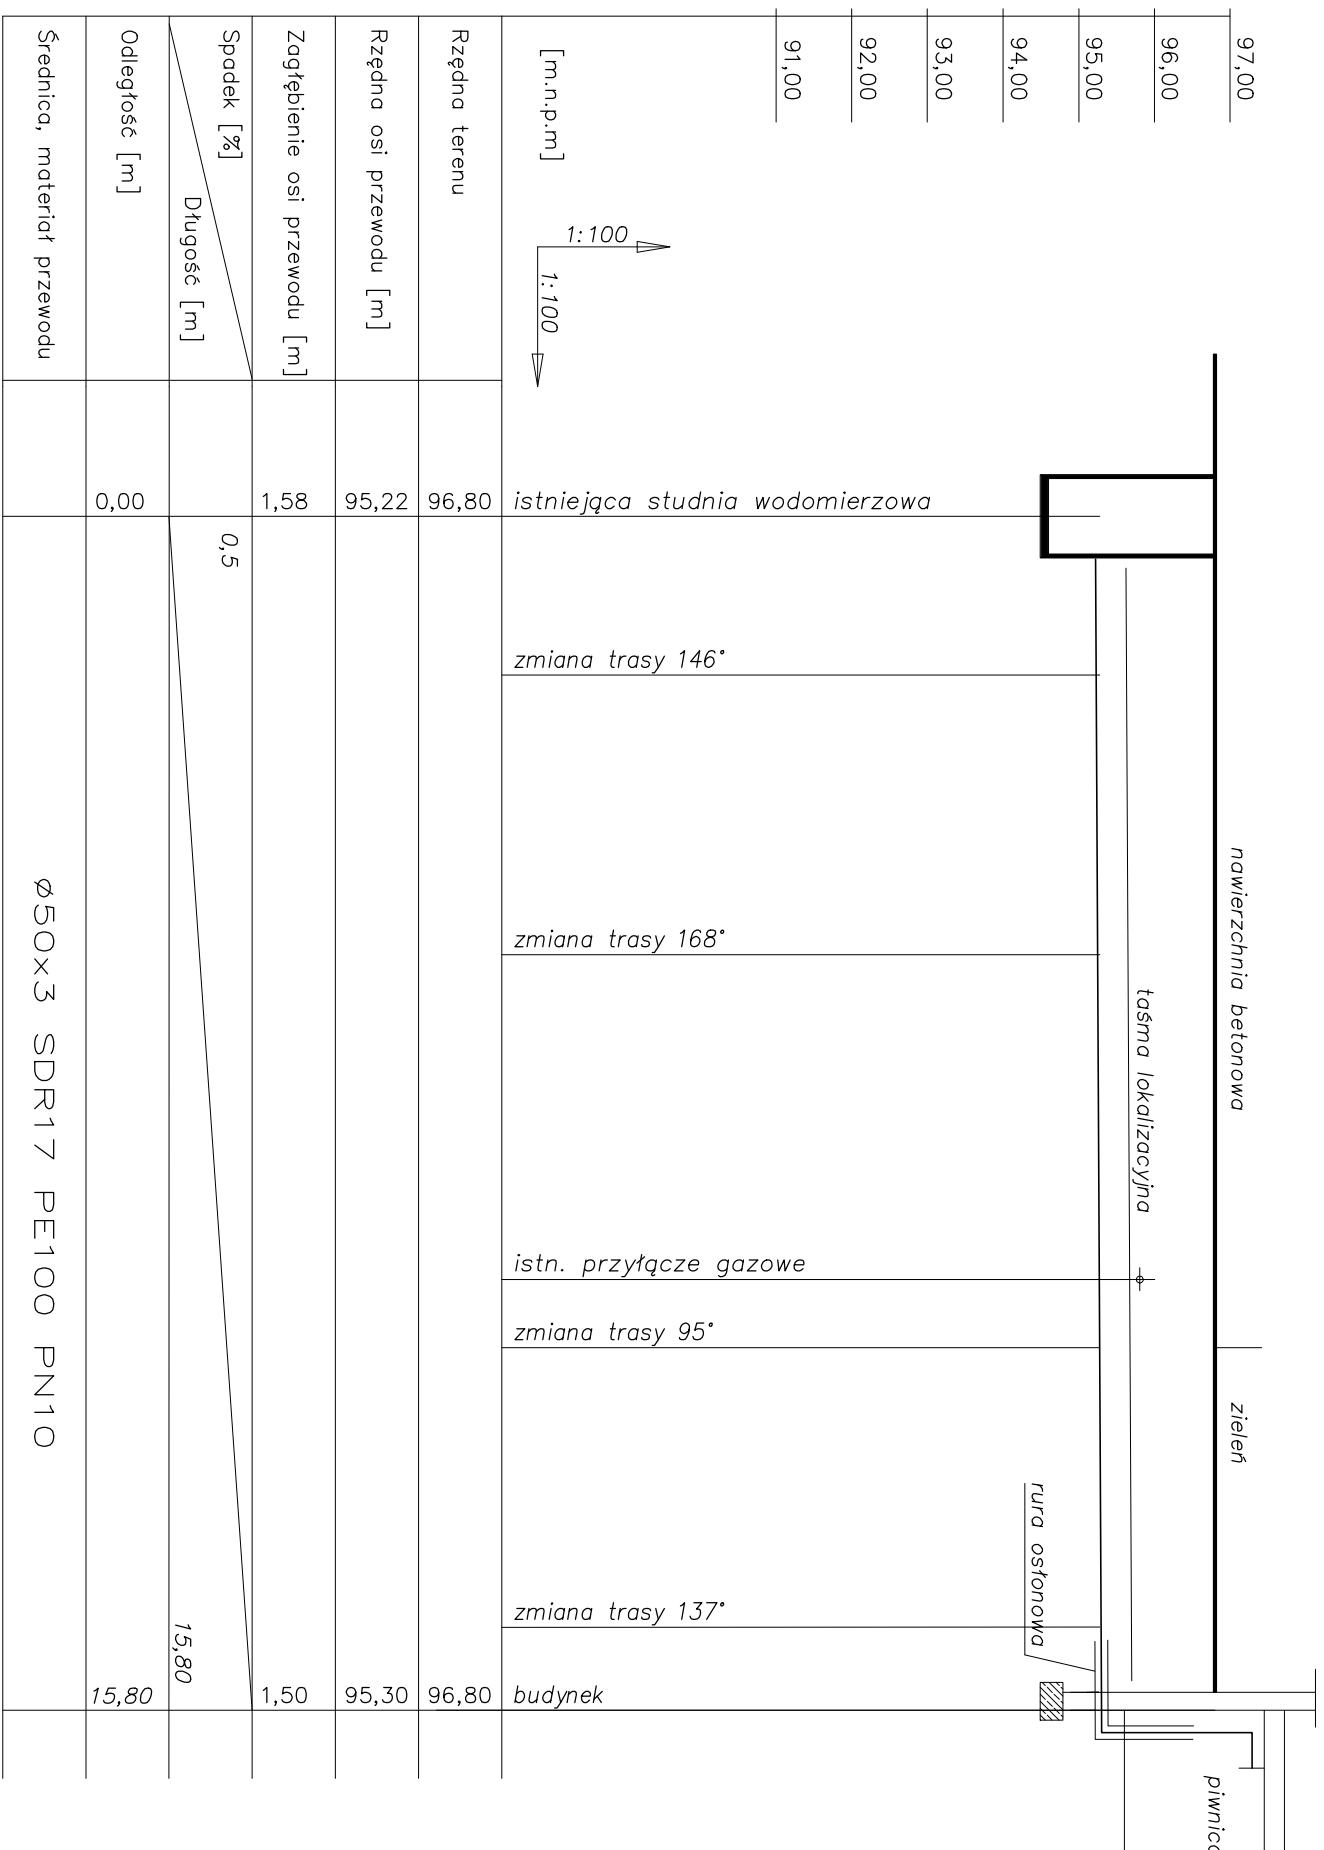 97,00
96,00
95,00
94,00
93,00
92,00
91,00
nawierzchnia betonowa
zieleń
taśma lokalizacyjna
rura osłonowa
[m.n.p.m]
1:100
1:100
istniejąca studnia wodomierzowa
zmiana trasy 146°
zmiana trasy 168°
istn. przyłącze gazowe
zmiana trasy 95°
zmiana trasy 137°
budynek
Rzędna terenu
96,80
96,80
Rzędna osi przewodu [m]
95,22
95,30
Zagłębienie osi przewodu [m]
1,58
1,50
Spadek [%]
Długość [m]
0,5
15,80
Odległość [m]
0,00
15,80
Średnica, materiał przewodu
Ø50x3 SDR17 PE100 PN10